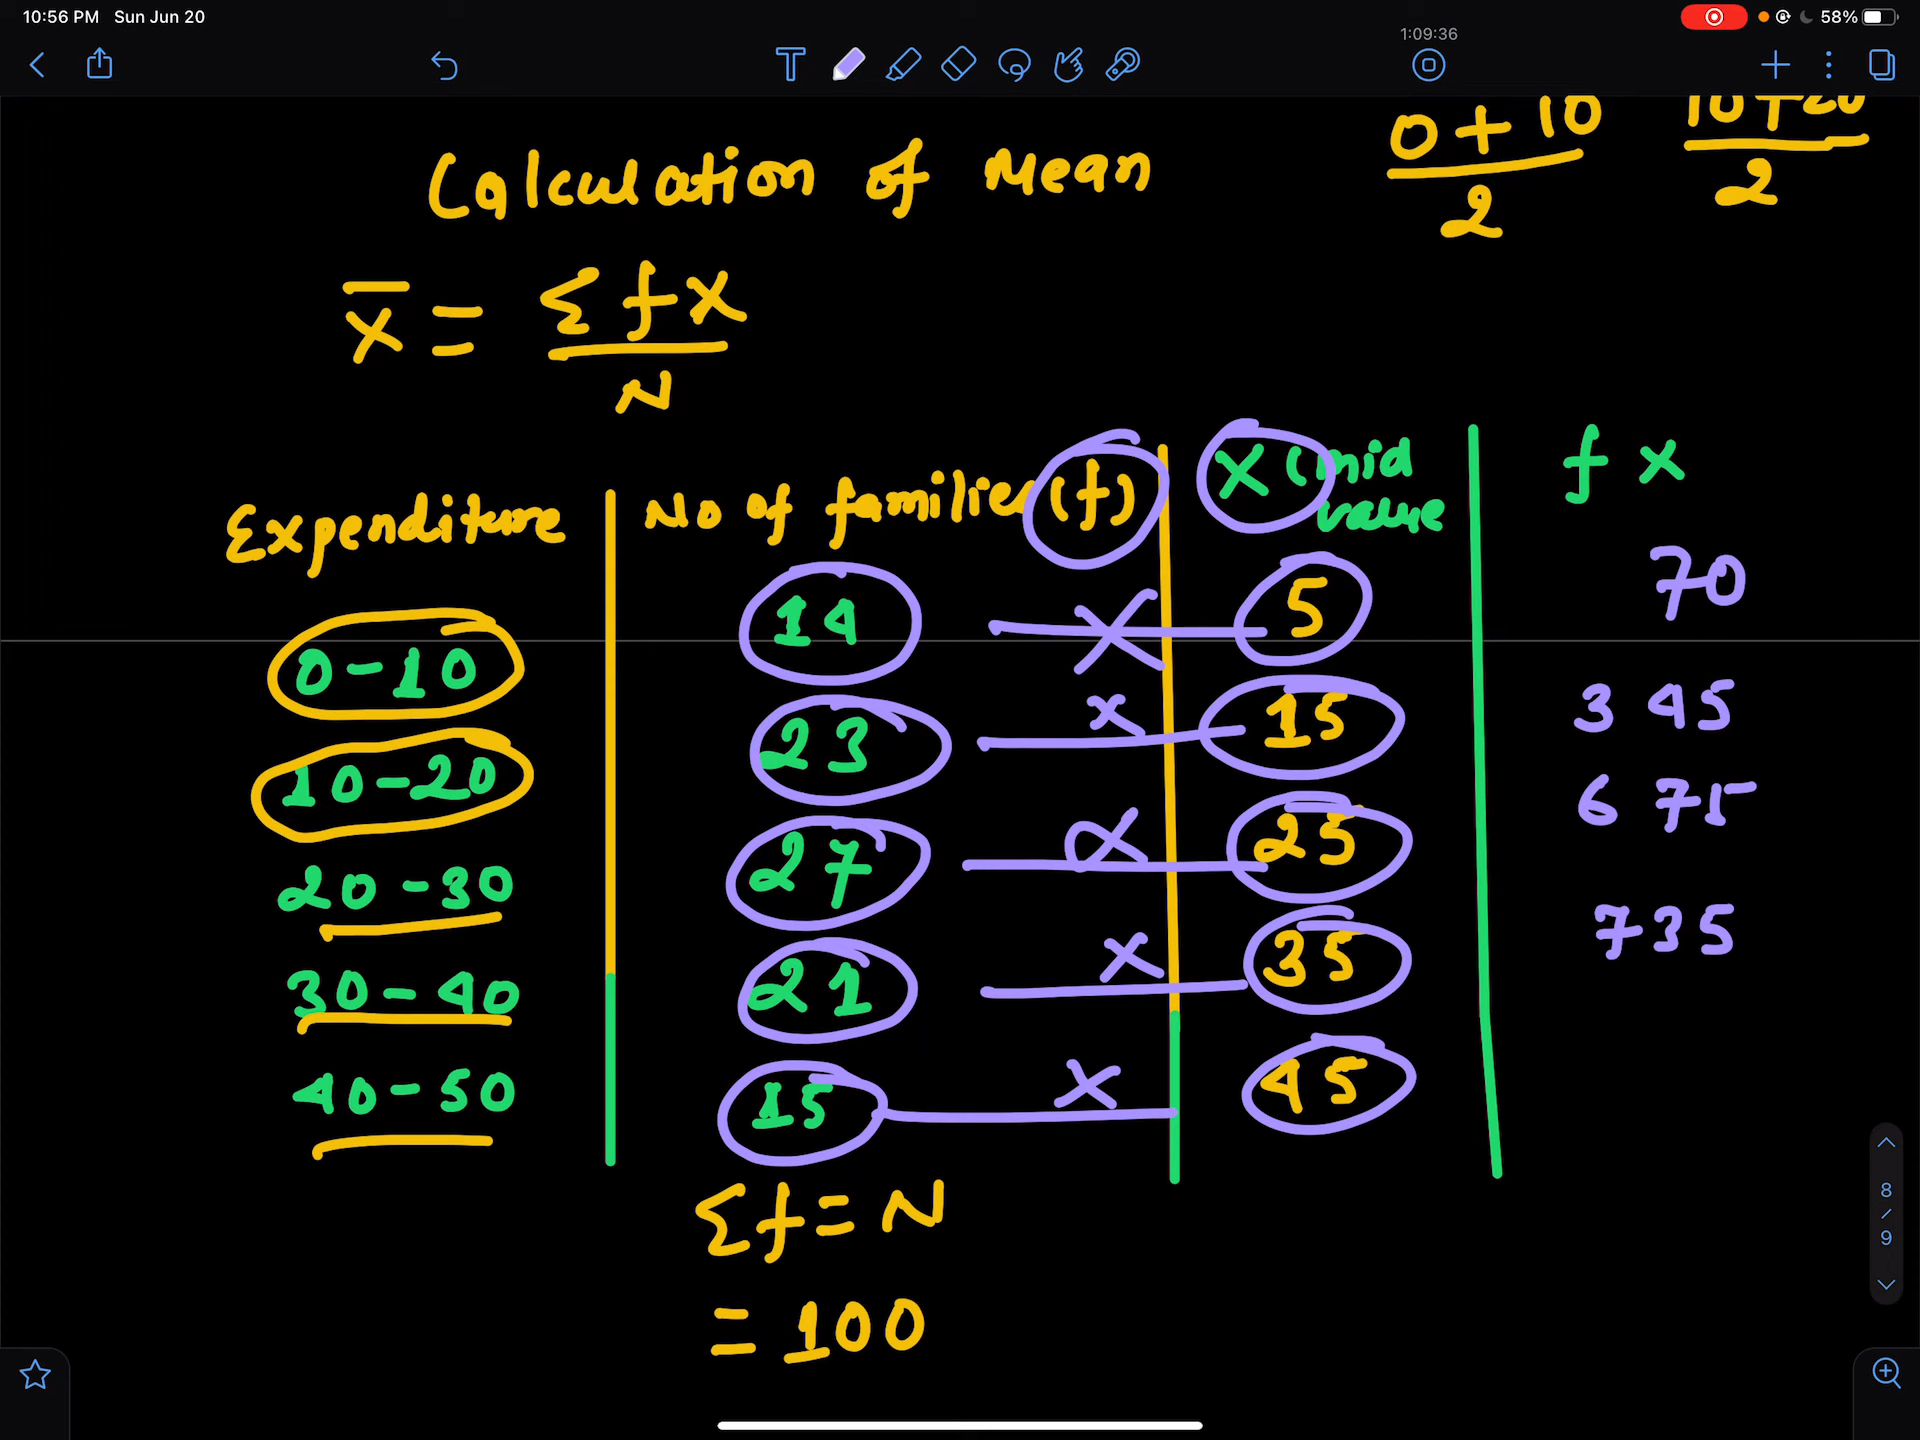 10:56 PM Sun Jun 20
58%
1:09:36
T
Calculation of Mean
0 + 10
2
10+20
2
X̄ = Σ f X
N
Expenditure
No of families (f)
X (mid value
f x
0 - 10
14 X 5
70
10 - 20
23 x 15
345
20 - 30
27 x 25
675
30 - 40
21 x 35
735
40 - 50
15 x 45
Σf = N
= 100
8
/
9